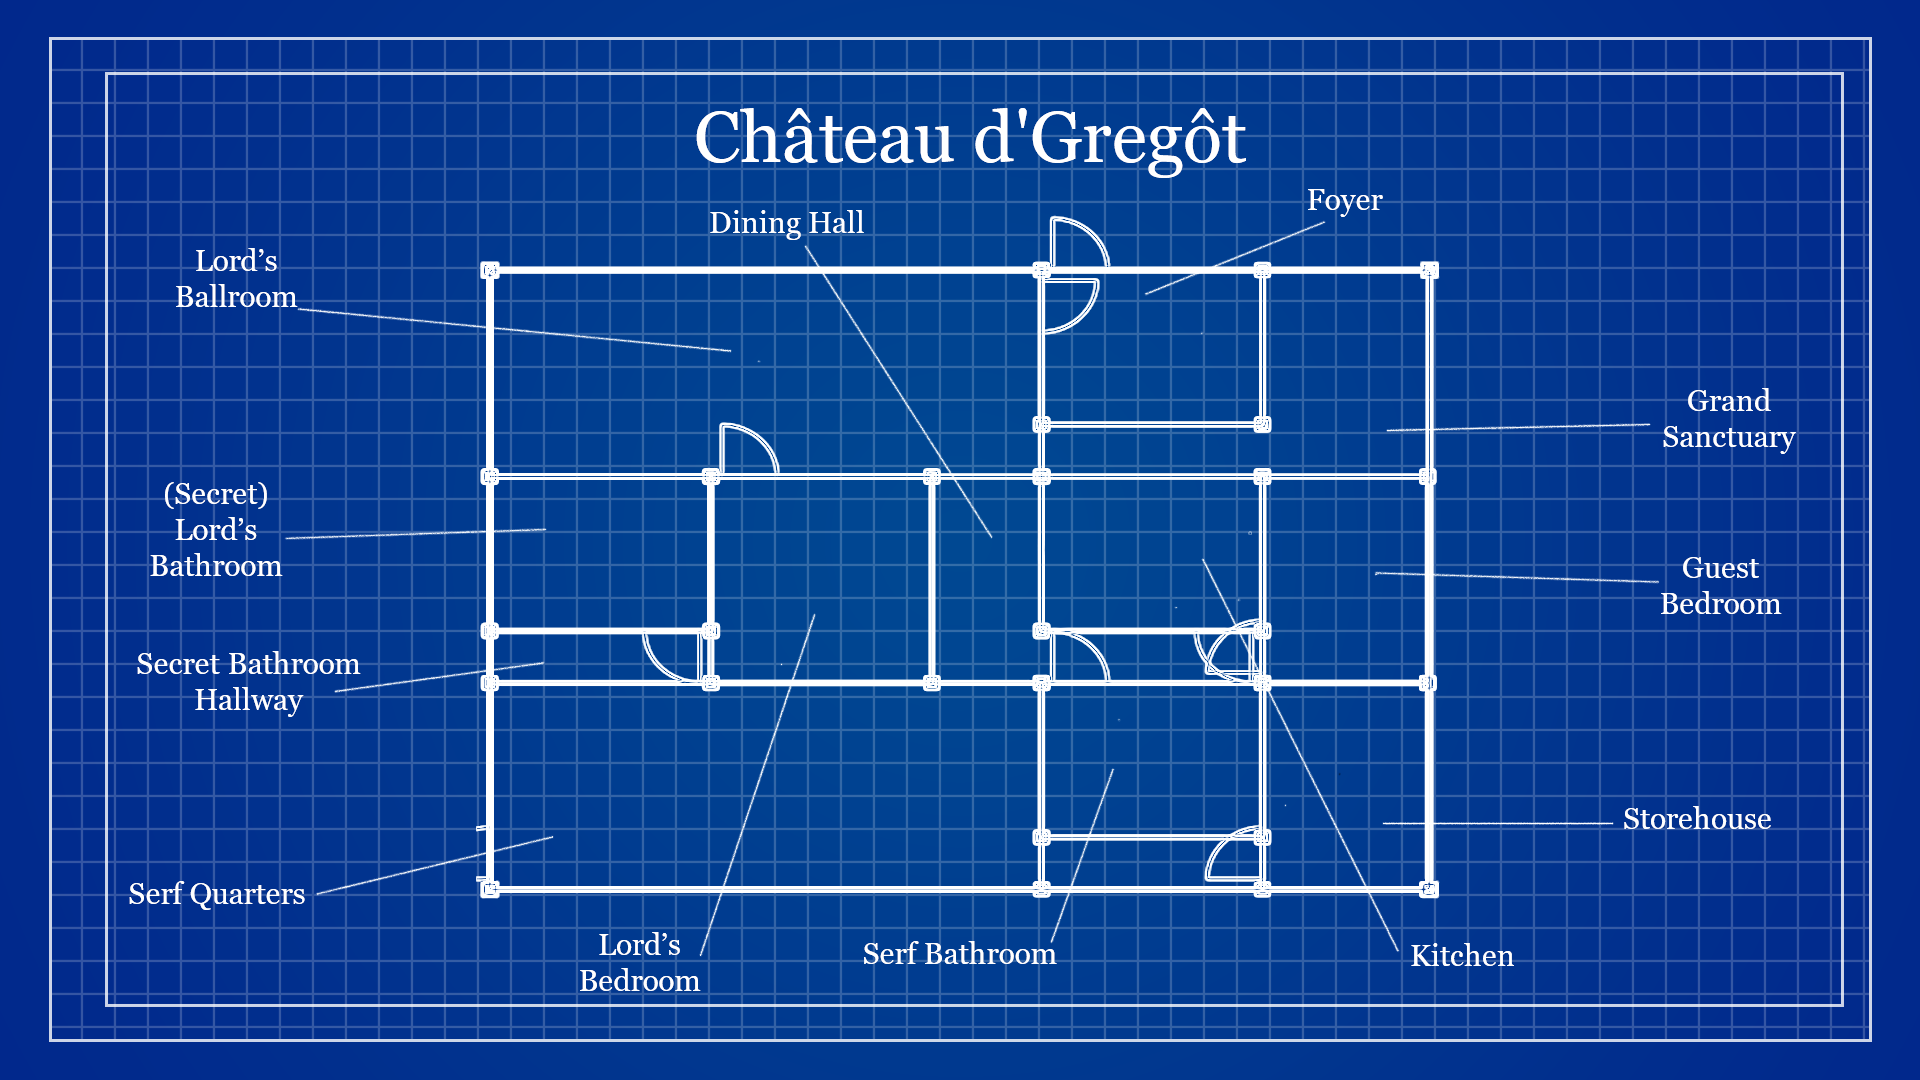 Château d'Gregôt
Foyer
Dining Hall
Lord’s
Ballroom
Grand
Sanctuary
(Secret)
Lord’s
Bathroom
Guest
Bedroom
Secret Bathroom
Hallway
Storehouse
Serf Quarters
Lord’s
Bedroom
Serf Bathroom
Kitchen